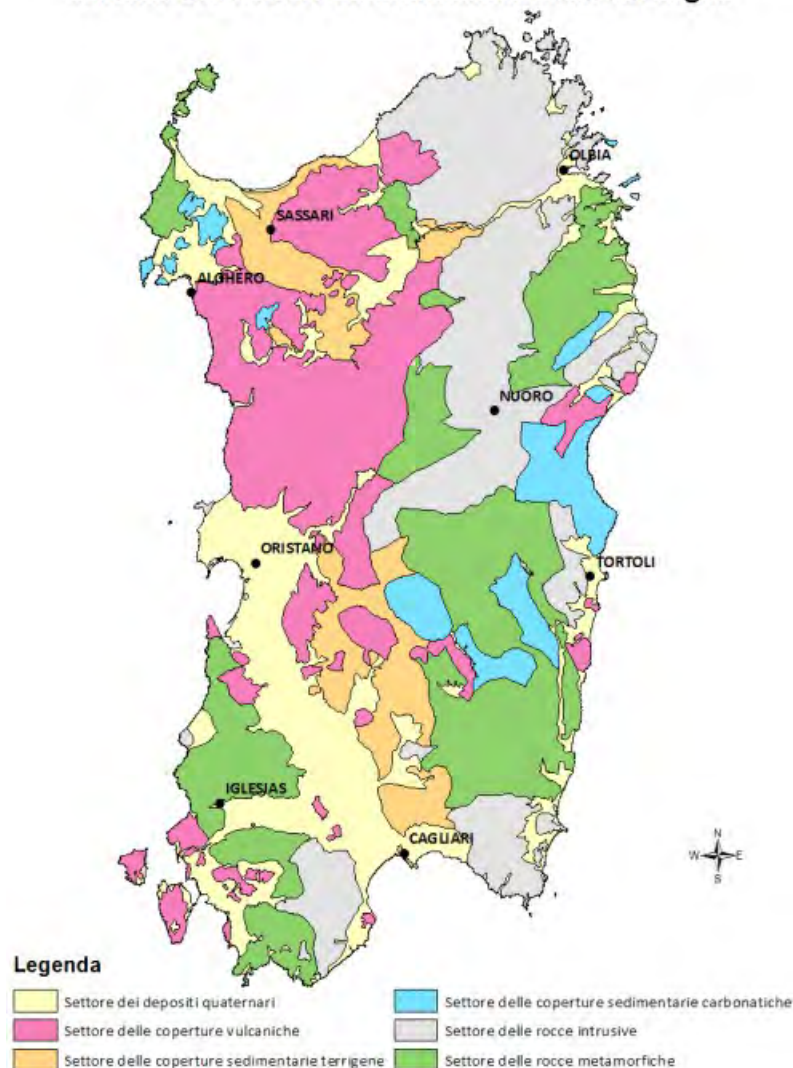 OLBIA
SASSARI
ALGHERO
NUORO
ORISTANO
TORTOLI
IGLESIAS
CAGLIARI
N
W E
S
Legenda
Settore dei depositi quaternari
Settore delle coperture vulcaniche
Settore delle coperture sedimentarie terrigene
Settore delle coperture sedimentarie carbonatiche
Settore delle rocce intrusive
Settore delle rocce metamorfiche